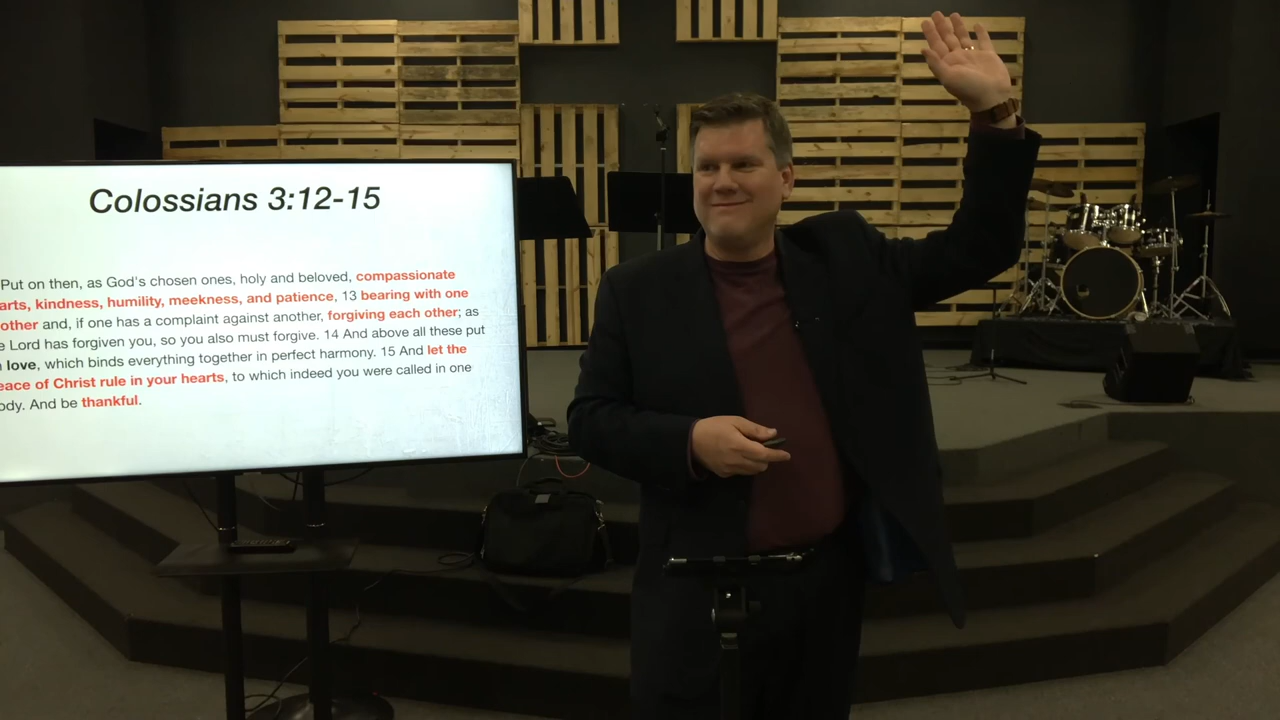 Colossians 3:12-15
Put on then, as God's chosen ones, holy and beloved, compassionate
arts, kindness, humility, meekness, and patience, 13 bearing with one
other and, if one has a complaint against another, forgiving each other; as
e Lord has forgiven you, so you also must forgive. 14 And above all these put
n love, which binds everything together in perfect harmony. 15 And let the
eace of Christ rule in your hearts, to which indeed you were called in one
ody. And be thankful.